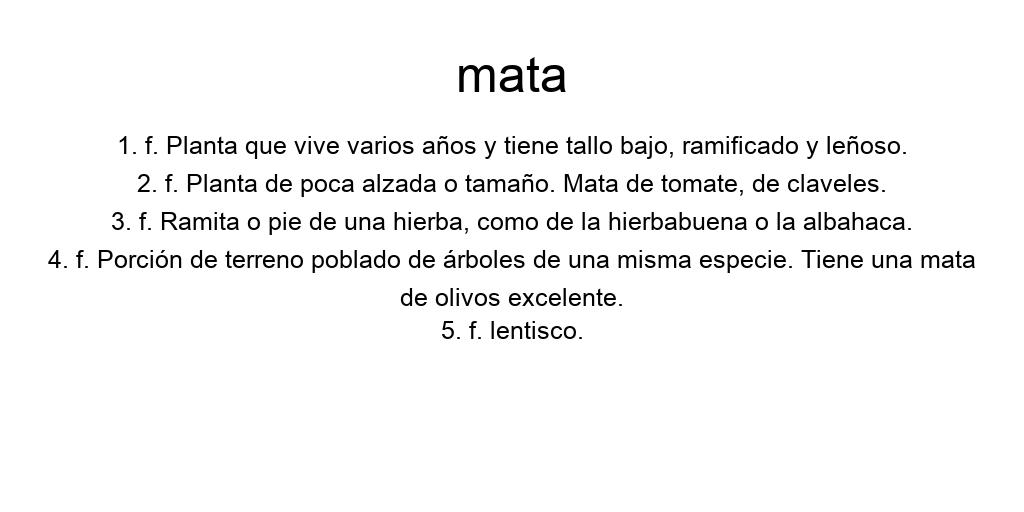 mata
1. f. Planta que vive varios años y tiene tallo bajo, ramificado y leñoso.
2. f. Planta de poca alzada o tamaño. Mata de tomate, de claveles.
3. f. Ramita o pie de una hierba, como de la hierbabuena o la albahaca.
4. f. Porción de terreno poblado de árboles de una misma especie. Tiene una mata
de olivos excelente.
5. f. lentisco.